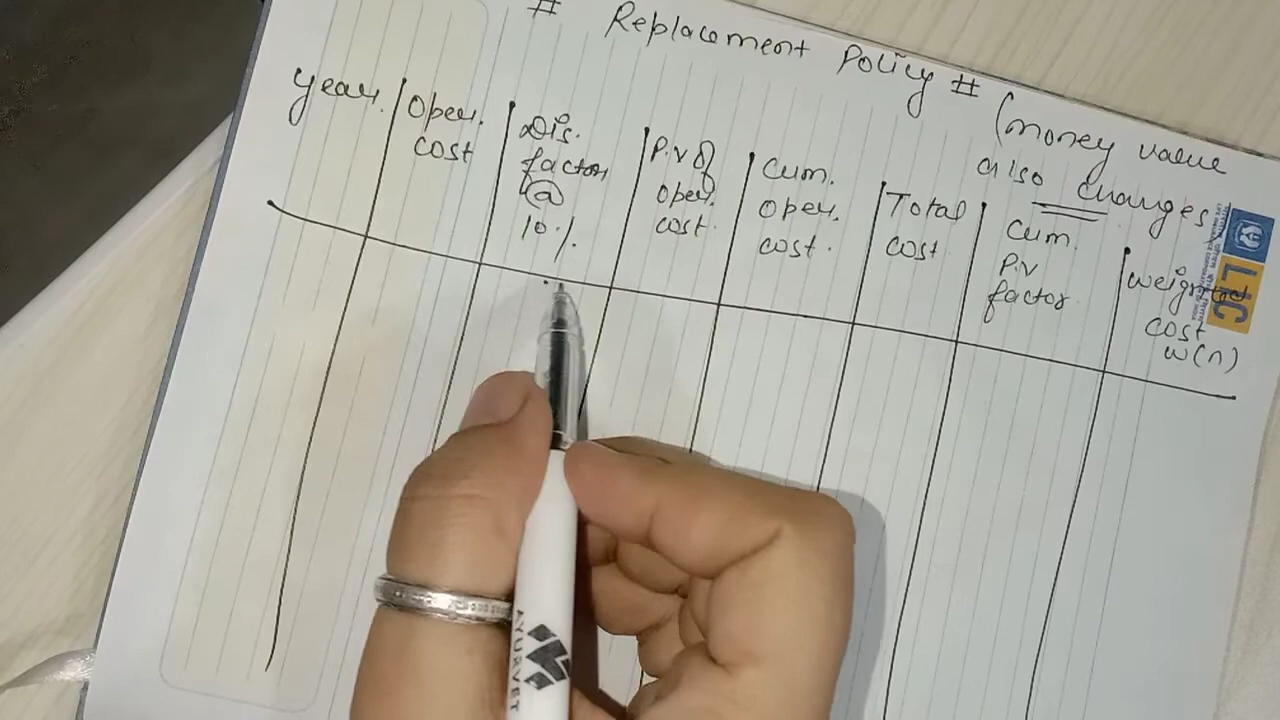 # Replacement Policy #
(money value
also changes
Year.
Oper.
cost
Dis.
factor
@
10%.
P.V of
oper.
cost.
Cum.
oper.
cost.
Total
cost
Cum.
P.V
factor
weighted
cost
w(n)
LIC
AYURVET